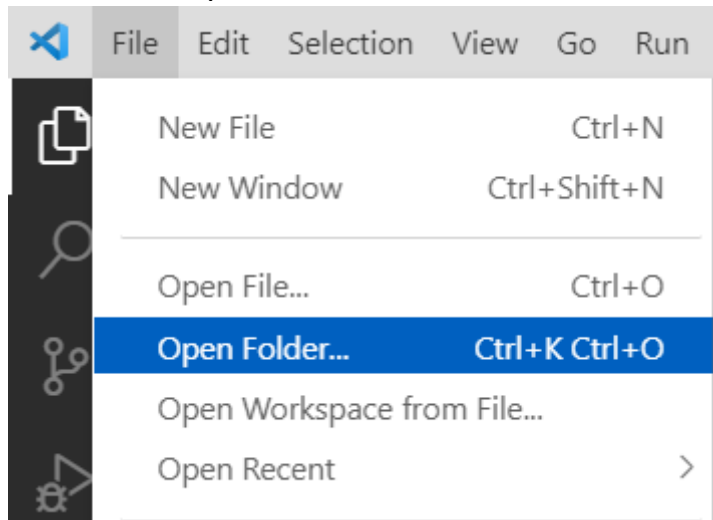 File Edit Selection View Go Run
New File Ctrl+N
New Window Ctrl+Shift+N
Open File... Ctrl+O
Open Folder... Ctrl+K Ctrl+O
Open Workspace from File...
Open Recent